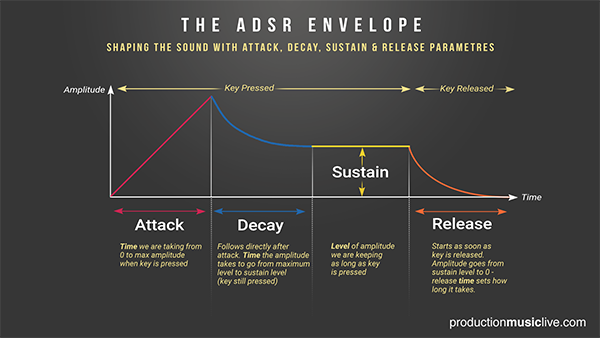 THE ADSR ENVELOPE
SHAPING THE SOUND WITH ATTACK, DECAY, SUSTAIN & RELEASE PARAMETRES
Amplitude
Key Pressed
Key Released
Sustain
Time
Attack
Time we are taking from
0 to max amplitude
when key is pressed
Decay
Follows directly after
attack. Time the amplitude
takes to go from maximum
level to sustain level
(key still pressed)
Level of amplitude
we are keeping
as long as key
is pressed
Release
Starts as soon as
key is released.
Amplitude goes from
sustain level to 0 -
release time sets how
long it takes.
productionmusiclive.com